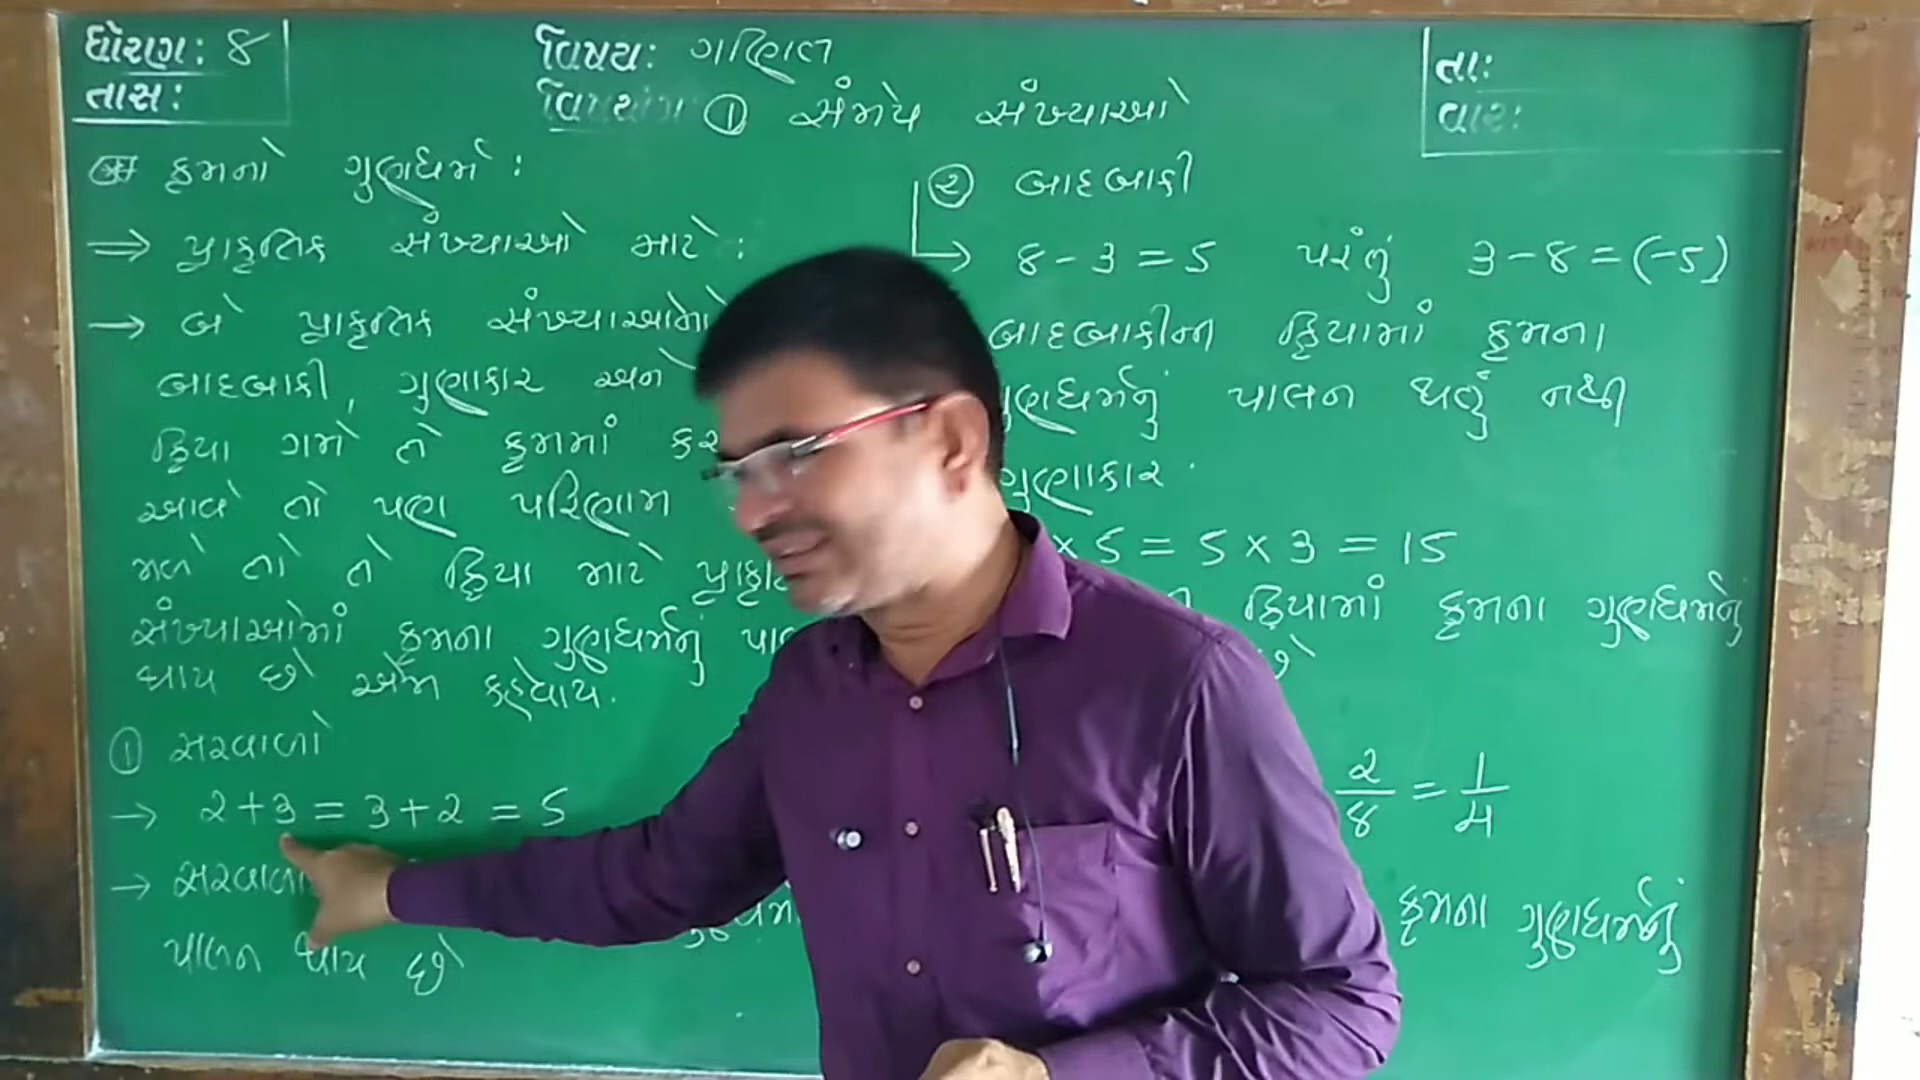 ધોરણ: 8
તાસ:
વિષય: ગણિત
વિષયાંગ: ① સંમેય સંખ્યાઓ
તા:
વાર:
ક્રમનો ગુણધર્મ :
⇒ પ્રાકૃતિક સંખ્યાઓ માટે :
→ બે પ્રાકૃતિક સંખ્યાઓનો
બાદબાકી, ગુણાકાર અને
ક્રિયા ગમે તે ક્રમમાં
આવે તો પણ પરિણામ
મળે તો તે ક્રિયા માટે
સંખ્યાઓમાં ક્રમના ગુણધર્મનું
થાય છે એમ કહેવાય.
① સરવાળો
→ 2+3 = 3+2 = 5
→
પાલન થાય છે
② બાદબાકી
→ 8-3=5 પરંતુ 3-8=(-5)
બાદબાકીની ક્રિયામાં ક્રમના
ગુણધર્મનું પાલન થતું નથી
ગુણાકાર
× 5 = 5 × 3 = 15
ક્રિયામાં ક્રમના ગુણધર્મનું
છે
2/8 = 1/4
ક્રમના ગુણધર્મનું